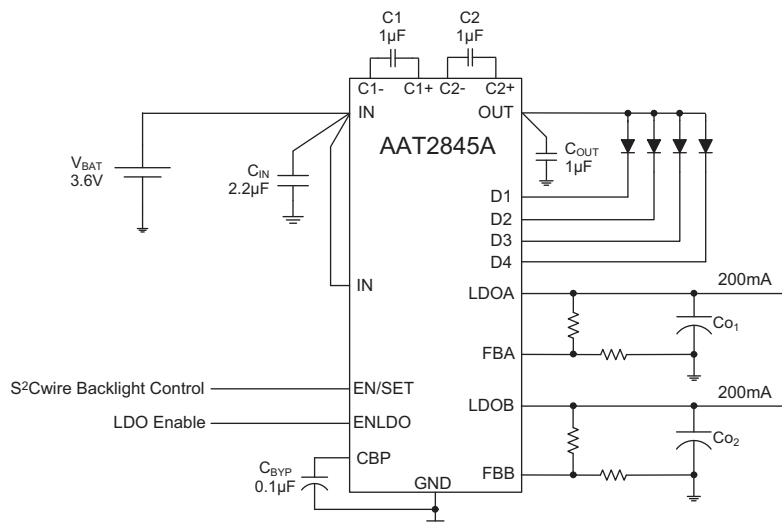 C1
1µF
C2
1µF
C1-
C1+
C2-
C2+
IN
OUT
AAT2845A
VBAT
3.6V
CIN
2.2µF
COUT
1µF
D1
D2
D3
D4
IN
LDOA
200mA
Co1
FBA
S²Cwire Backlight Control
EN/SET
LDO Enable
ENLDO
LDOB
200mA
Co2
CBP
CBYP
0.1µF
FBB
GND